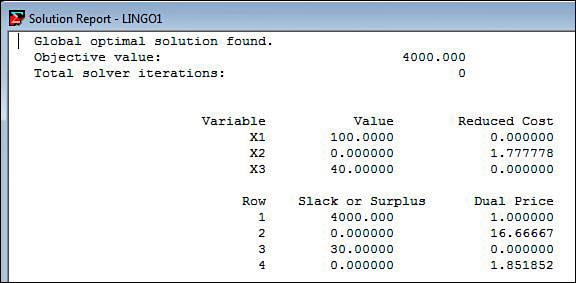 Solution Report - LINGO1
Global optimal solution found.
Objective value: 4000.000
Total solver iterations: 0
Variable Value Reduced Cost
X1 100.0000 0.000000
X2 0.000000 1.777778
X3 40.00000 0.000000
Row Slack or Surplus Dual Price
1 4000.000 1.000000
2 0.000000 16.66667
3 30.00000 0.000000
4 0.000000 1.851852